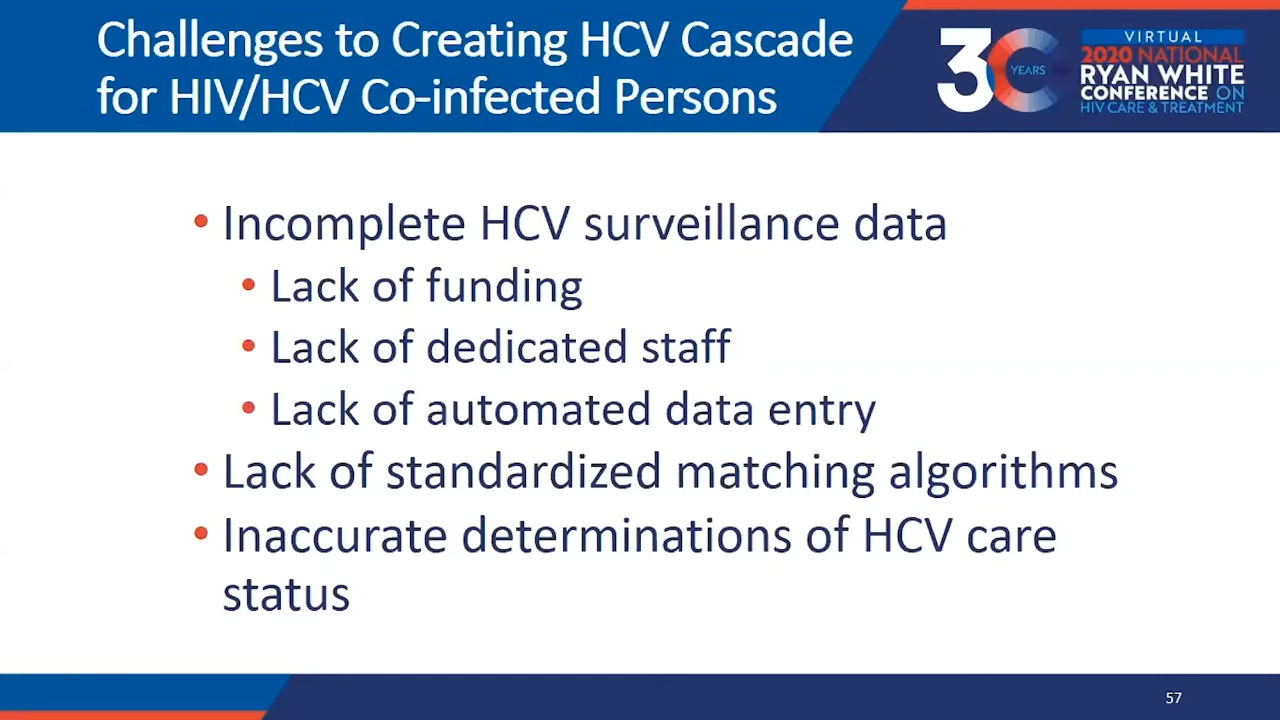 Challenges to Creating HCV Cascade
for HIV/HCV Co-infected Persons
30
YEARS
VIRTUAL
2020 NATIONAL
RYAN WHITE
CONFERENCE ON
HIV CARE & TREATMENT
• Incomplete HCV surveillance data
• Lack of funding
• Lack of dedicated staff
• Lack of automated data entry
• Lack of standardized matching algorithms
• Inaccurate determinations of HCV care
status
57